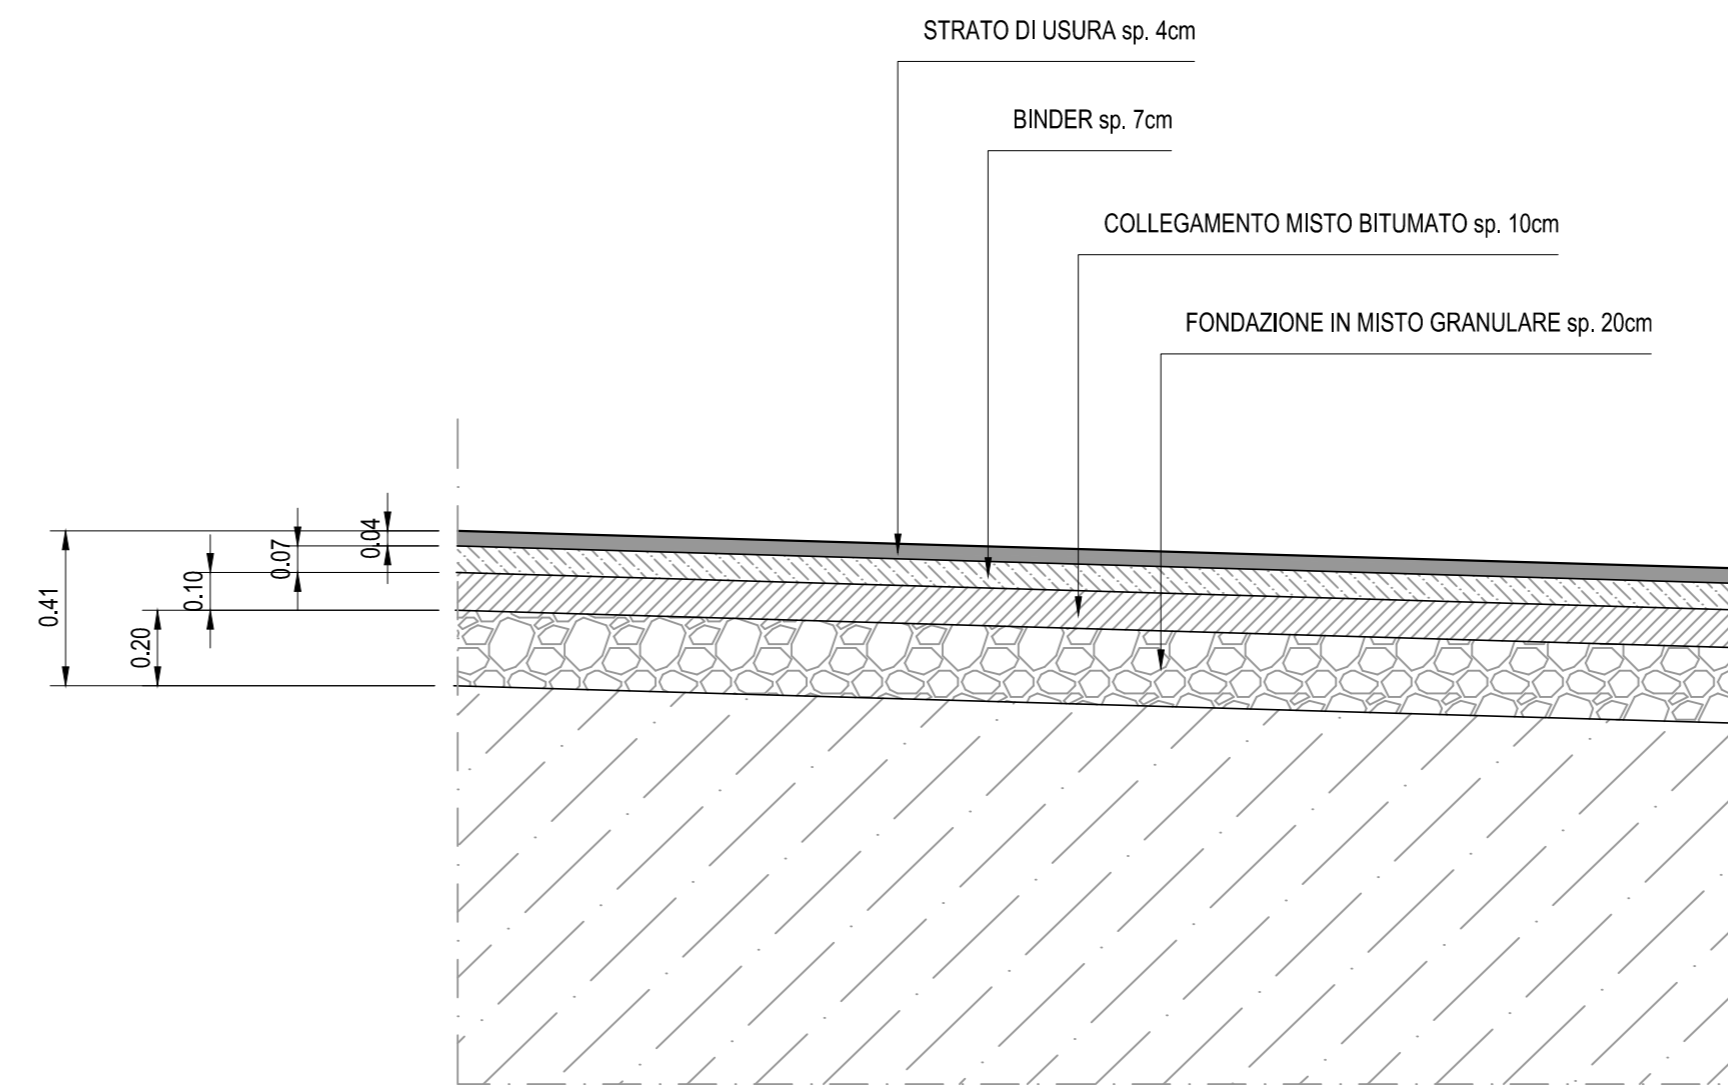 STRATO DI USURA sp. 4cm
BINDER sp. 7cm
COLLEGAMENTO MISTO BITUMATO sp. 10cm
FONDAZIONE IN MISTO GRANULARE sp. 20cm
0.04
0.07
0.10
0.41
0.20